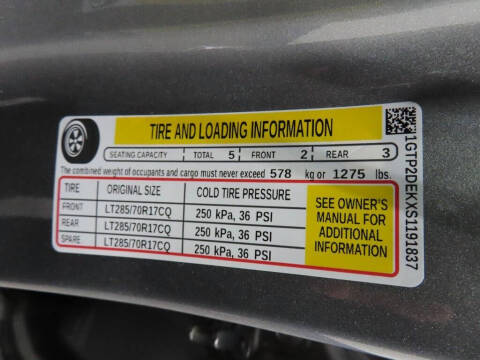 TIRE AND LOADING INFORMATION
SEATING CAPACITY TOTAL 5 FRONT 2 REAR 3
The combined weight of occupants and cargo must never exceed 578 kg or 1275 lbs.
TIRE ORIGINAL SIZE COLD TIRE PRESSURE
FRONT LT285/70R17CQ 250 kPa, 36 PSI
REAR LT285/70R17CQ 250 kPa, 36 PSI
SPARE LT285/70R17CQ 250 kPa, 36 PSI
SEE OWNER'S
MANUAL FOR
ADDITIONAL
INFORMATION
1GTP2DEKXS1191837